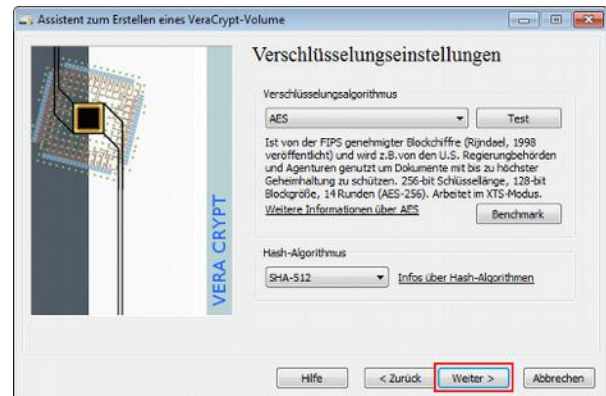 Assistent zum Erstellen eines VeraCrypt-Volume
Verschlüsselungseinstellungen
Verschlüsselungsalgorithmus
AES
Test
Ist von der FIPS genehmigter Blockchiffre (Rijndael, 1998
veröffentlicht) und wird z.B.von den U.S. Regierungbehörden
und Agenturen genutzt um Dokumente mit bis zu höchster
Geheimhaltung zu schützen. 256-bit Schlüssellänge, 128-bit
Blockgröße, 14 Runden (AES-256). Arbeitet im XTS-Modus.
Weitere Informationen über AES
Benchmark
Hash-Algorithmus
SHA-512
Infos über Hash-Algorithmen
VERA CRYPT
Hilfe
< Zurück
Weiter >
Abbrechen